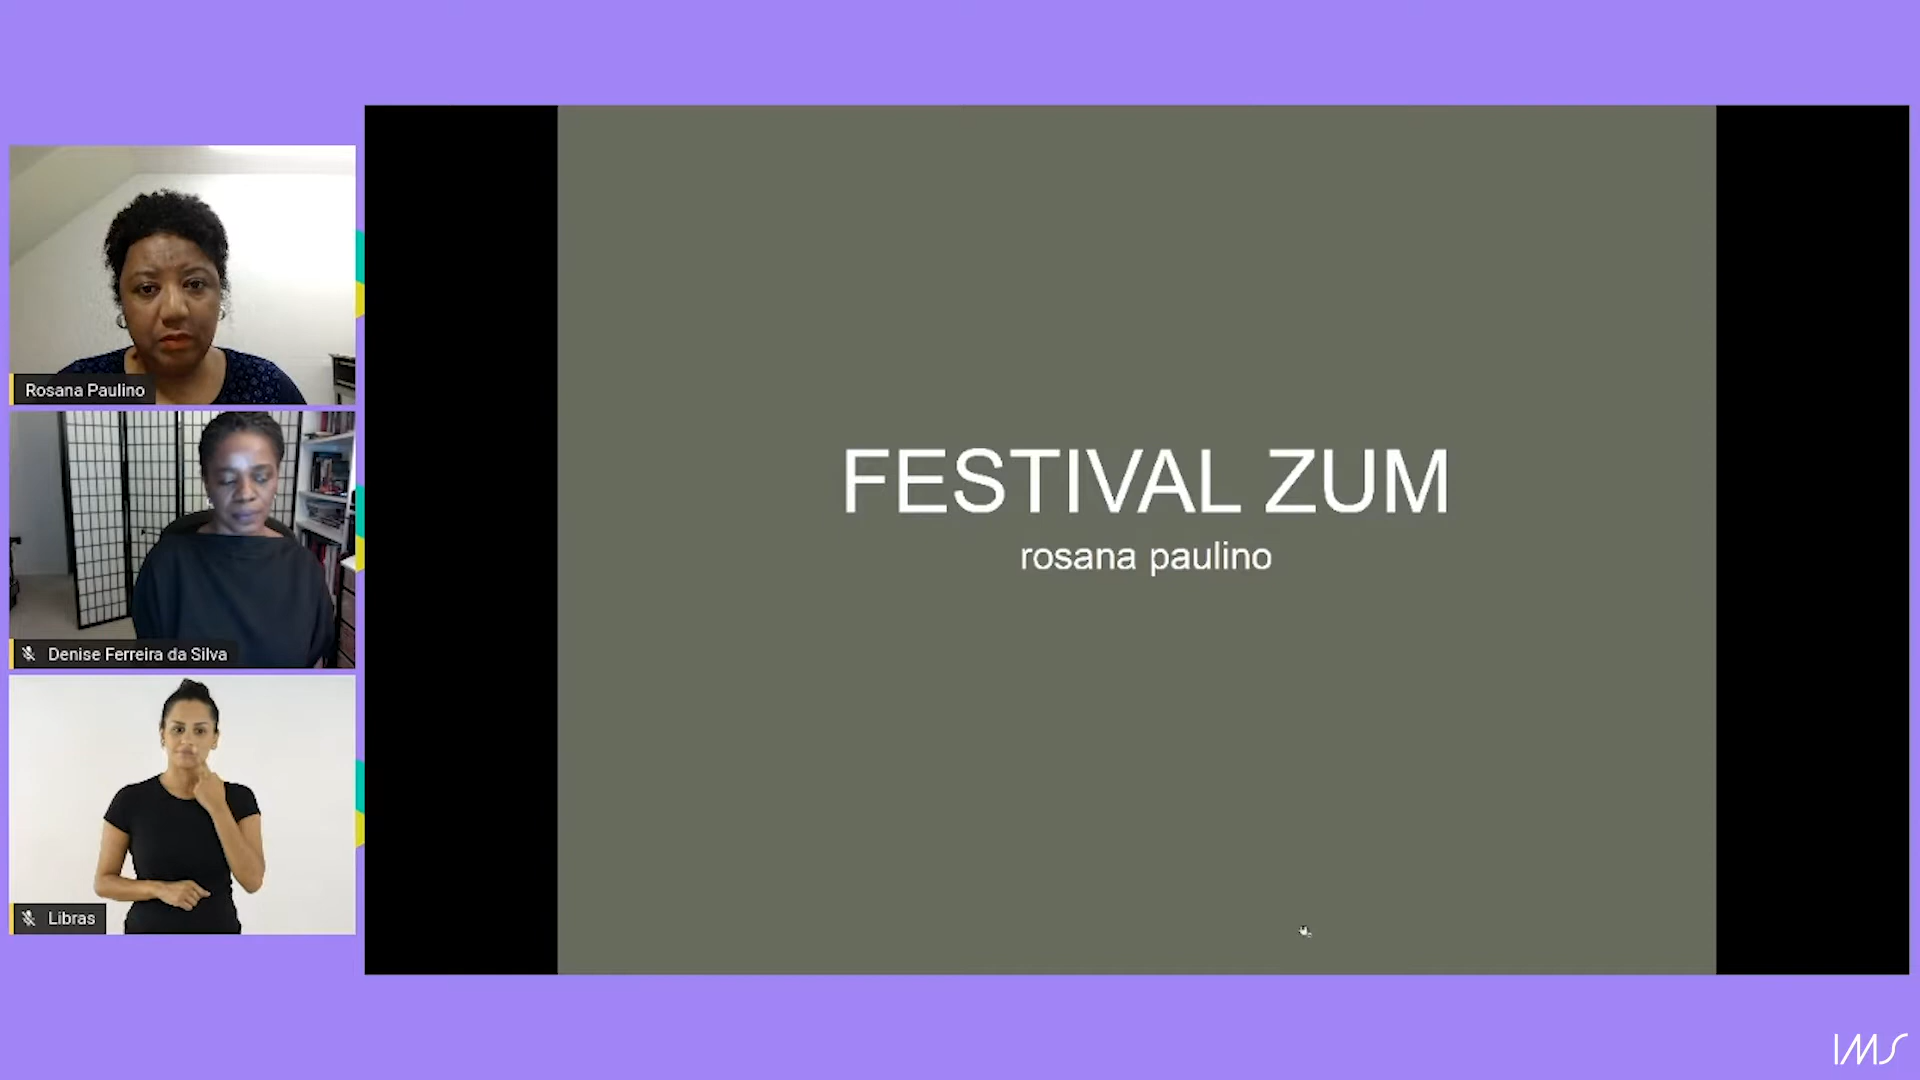 Rosana Paulino
Denise Ferreira da Silva
Libras
FESTIVAL ZUM
rosana paulino
IMS